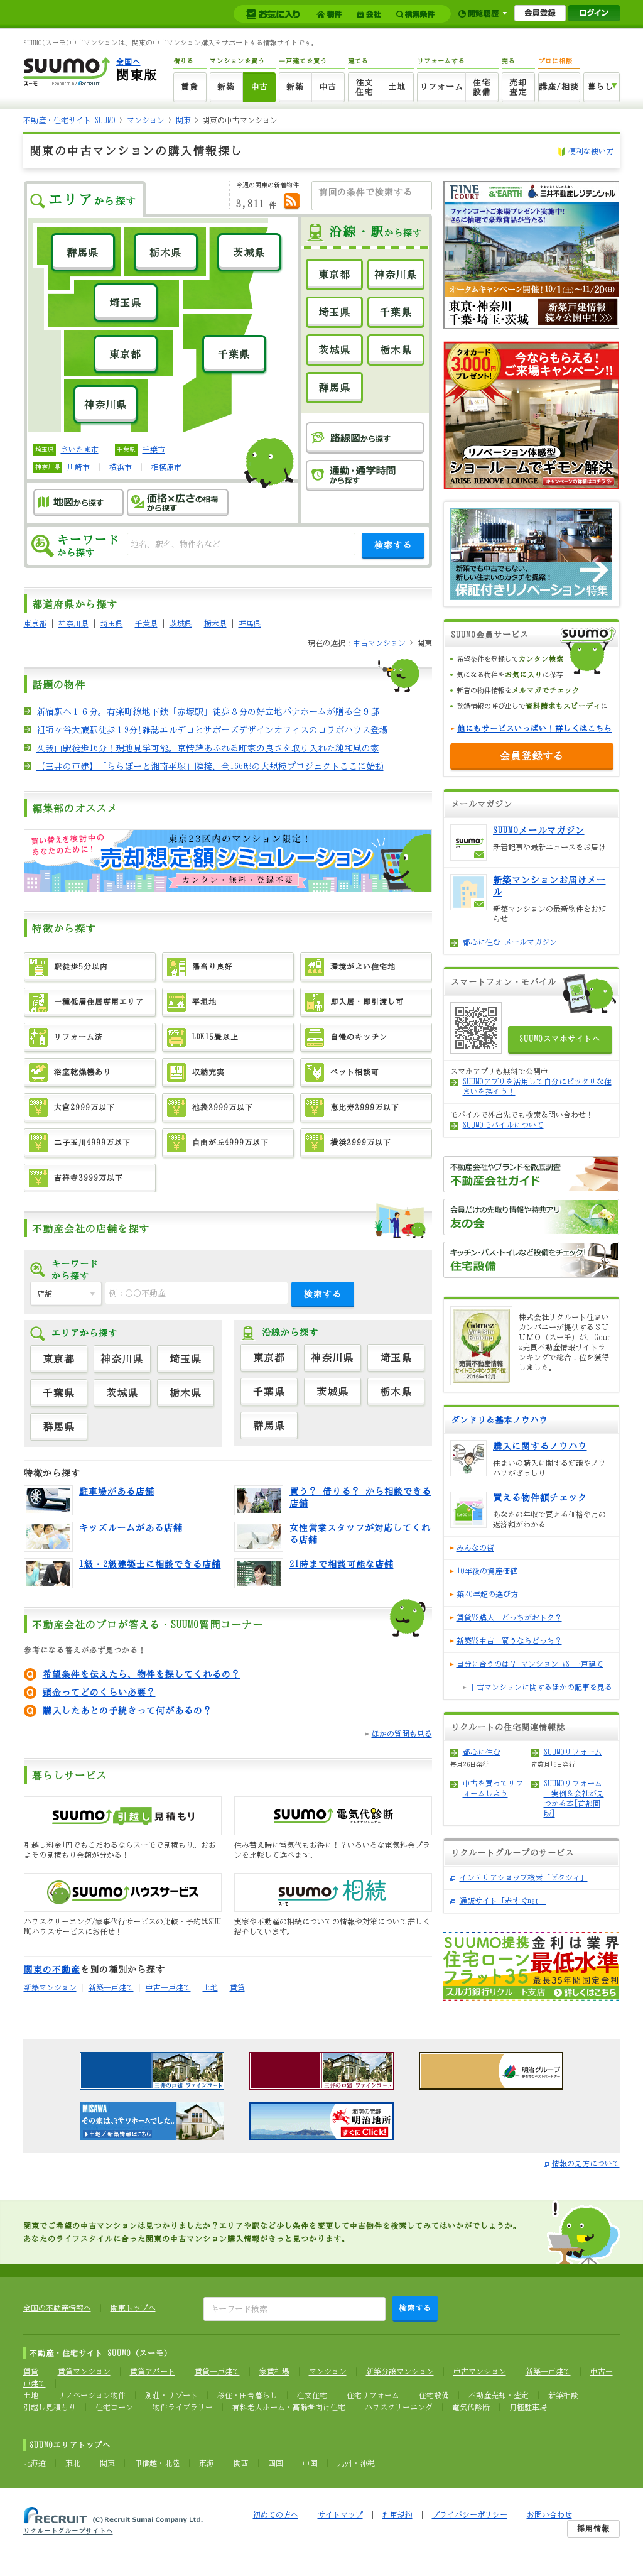 お気に入り 物件 会社 検索条件 閲覧履歴 会員登録 ログイン
SUUMO(スーモ)中古マンションは、関東の中古マンション購入をサポートする情報サイトです。
SUUMO
スーモ PRODUCED BY RECRUIT
全国へ
関東版
借りる マンションを買う 一戸建てを買う 建てる リフォームする 売る プロに相談
賃貸 新築 中古 新築 中古 注文住宅 土地 リフォーム 住宅設備 売却査定 講座/相談 暮らし
不動産・住宅サイト SUUMO > マンション > 関東 > 関東の中古マンション
関東の中古マンションの購入情報探し
便利な使い方
エリアから探す
今週の関東の新着物件
3,811 件
前回の条件で検索する
群馬県 栃木県 茨城県
埼玉県
東京都 千葉県
神奈川県
埼玉県 さいたま市 千葉県 千葉市
神奈川県 川崎市 | 横浜市 | 相模原市
地図から探す
価格×広さの相場から探す
沿線・駅から探す
東京都 神奈川県
埼玉県 千葉県
茨城県 栃木県
群馬県
路線図から探す
通勤・通学時間から探す
キーワードから探す
地名、駅名、物件名など
検索する
都道府県から探す
東京都 | 神奈川県 | 埼玉県 | 千葉県 | 茨城県 | 栃木県 | 群馬県
現在の選択：中古マンション > 関東
話題の物件
新宿駅へ１６分。有楽町線地下鉄「赤塚駅」徒歩８分の好立地パナホームが贈る全９邸
祖師ヶ谷大蔵駅徒歩１9分!雑誌エルデコとサポーズデザインオフィスのコラボハウス登場
久我山駅徒歩16分！現地見学可能。京情緒あふれる町家の良さを取り入れた純和風の家
【三井の戸建】「ららぽーと湘南平塚」隣接、全166邸の大規模プロジェクトここに始動
編集部のオススメ
買い替えを検討中のあなたのために!
東京23区内のマンション限定！
売却想定額シミュレーション
カンタン・無料・登録不要
特徴から探す
駅徒歩5分以内 陽当り良好 環境がよい住宅地
一種低層住居専用エリア 平坦地 即入居・即引渡し可
リフォーム済 LDK15畳以上 自慢のキッチン
浴室乾燥機あり 収納充実 ペット相談可
大宮2999万以下 池袋3999万以下 恵比寿3999万以下
二子玉川4999万以下 自由が丘4999万以下 横浜3999万以下
吉祥寺3999万以下
不動産会社の店舗を探す
キーワードから探す
店舗 例：〇〇不動産 検索する
エリアから探す
東京都 神奈川県 埼玉県
千葉県 茨城県 栃木県
群馬県
沿線から探す
東京都 神奈川県 埼玉県
千葉県 茨城県 栃木県
群馬県
特徴から探す
駐車場がある店舗
買う？ 借りる？ から相談できる店舗
キッズルームがある店舗
女性営業スタッフが対応してくれる店舗
1級・2級建築士に相談できる店舗
21時まで相談可能な店舗
不動産会社のプロが答える・SUUMO質問コーナー
参考になる答えが必ず見つかる！
Q 希望条件を伝えたら、物件を探してくれるの？
Q 頭金ってどのくらい必要？
Q 購入したあとの手続きって何があるの？
ほかの質問も見る
暮らしサービス
SUUMO引越し見積もり
引越し料金1円でもこだわるならスーモで見積もり。おおよその見積もり金額が分かる！
SUUMO電気代診断
住み替え時に電気代もお得に！？いろいろな電気料金プランを比較して選べます。
SUUMOハウスサービス
ハウスクリーニング/家事代行サービスの比較・予約はSUUMOハウスサービスにお任せ！
SUUMO相続
実家や不動産の相続についての情報や対策について詳しく紹介しています。
関東の不動産を別の種別から探す
新築マンション | 新築一戸建て | 中古一戸建て | 土地 | 賃貸
FINE COURT &EARTH 三井不動産レジデンシャル
ファインコートご来場プレゼント実施中!
さらに抽選で豪華賞品が当たる!
オータムキャンペーン開催! 10/1(土)〜11/20(日)
東京・神奈川
千葉・埼玉・茨城
新築戸建情報続々公開中!! >>>
クオカード3,000円プレゼント!
今ならもらえる!ご来場キャンペーン!!
リノベーション体感型
ショールームでギモン解決
ARISE RENOVE LOUNGE キャンペーンの詳細はコチラ
新築でも中古でもない、
新しい住まいのカタチを提案！
保証付きリノベーション特集
SUUMO会員サービス
希望条件を登録してカンタン検索
気になる物件をお気に入りに保存
新着の物件情報をメルマガでチェック
登録情報の呼び出しで資料請求もスピーディに
他にもサービスいっぱい！詳しくはこちら
会員登録する
メールマガジン
SUUMOメールマガジン
新着記事や最新ニュースをお届け
新築マンションお届けメール
新築マンションの最新物件をお知らせ
都心に住む メールマガジン
スマートフォン・モバイル
SUUMOスマホサイトへ
スマホアプリも無料で公開中
SUUMOアプリを活用して自分にピッタリな住まいを探そう！
モバイルで外出先でも検索＆問い合わせ！
SUUMOモバイルについて
不動産会社やブランドを徹底調査
不動産会社ガイド
会員だけの先取り情報や特典アリ
友の会
キッチン・バス・トイレなど設備をチェック!
住宅設備
Gomez
売買不動産情報サイトランキング第1位
2015年12月
株式会社リクルート住まいカンパニーが提供するＳＵＵＭＯ（スーモ）が、Gomez売買不動産情報サイトランキングで総合１位を獲得しました。
ダンドリ＆基本ノウハウ
購入に関するノウハウ
住まいの購入に関する知識やノウハウがぎっしり
買える物件額チェック
あなたの年収で買える価格や月の返済額がわかる
みんなの街
10年後の資産価値
築20年超の選び方
賃貸VS購入 どっちがおトク？
新築VS中古 買うならどっち？
自分に合うのは？ マンション VS 一戸建て
中古マンションに関するほかの記事を見る
リクルートの住宅関連情報誌
都心に住む
毎月26日発行
SUUMOリフォーム
奇数月16日発行
中古を買ってリフォームしよう
SUUMOリフォーム 実例＆会社が見つかる本[首都圏版]
リクルートグループのサービス
インテリアショップ検索「ゼクシィ」
通販サイト「赤すぐnet」
SUUMO提携 金利は業界最低水準
住宅ローンフラット35 最長35年間固定金利
スルガ銀行リクルート支店 詳しくはこちら
三井の戸建 ファインコート
三井の戸建 ファインコート
明治グループ
MISAWA
その家は、ミサワホームでした。
土地／新築情報はこちら
湘南の老舗
明治地所
今すぐClick!
情報の見方について
関東でご希望の中古マンションは見つかりましたか？エリアや駅など少し条件を変更して中古物件を検索してみてはいかがでしょうか。
あなたのライフスタイルに合った関東の中古マンション購入情報がきっと見つかります。
全国の不動産情報へ | 関東トップへ
キーワード検索 検索する
不動産・住宅サイト SUUMO（スーモ）
賃貸 | 賃貸マンション | 賃貸アパート | 賃貸一戸建て | 家賃相場 | マンション | 新築分譲マンション | 中古マンション | 新築一戸建て | 中古一戸建て
土地 | リノベーション物件 | 別荘・リゾート | 移住・田舎暮らし | 注文住宅 | 住宅リフォーム | 住宅設備 | 不動産売却・査定 | 新築相談
引越し見積もり | 住宅ローン | 物件ライブラリー | 有料老人ホーム・高齢者向け住宅 | ハウスクリーニング | 電気代診断 | 月極駐車場
SUUMOエリアトップへ
北海道 | 東北 | 関東 | 甲信越・北陸 | 東海 | 関西 | 四国 | 中国 | 九州・沖縄
RECRUIT (C)Recruit Sumai Company Ltd.
リクルートグループサイトへ
初めての方へ | サイトマップ | 利用規約 | プライバシーポリシー | お問い合わせ
採用情報